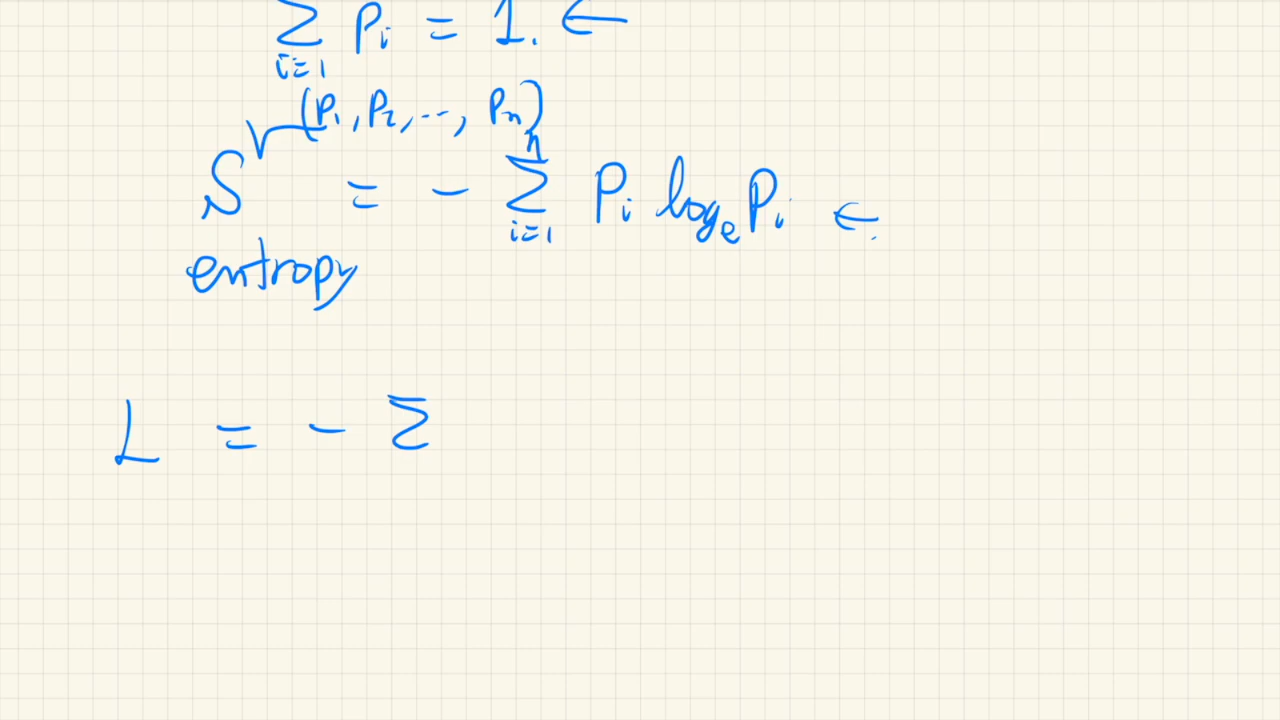 ∑_{i=1} P_i = 1. ←
(P_1, P_2, ..., P_n)
S = - ∑_{i=1}^{n} P_i log_e P_i ←
entropy
L = - ∑